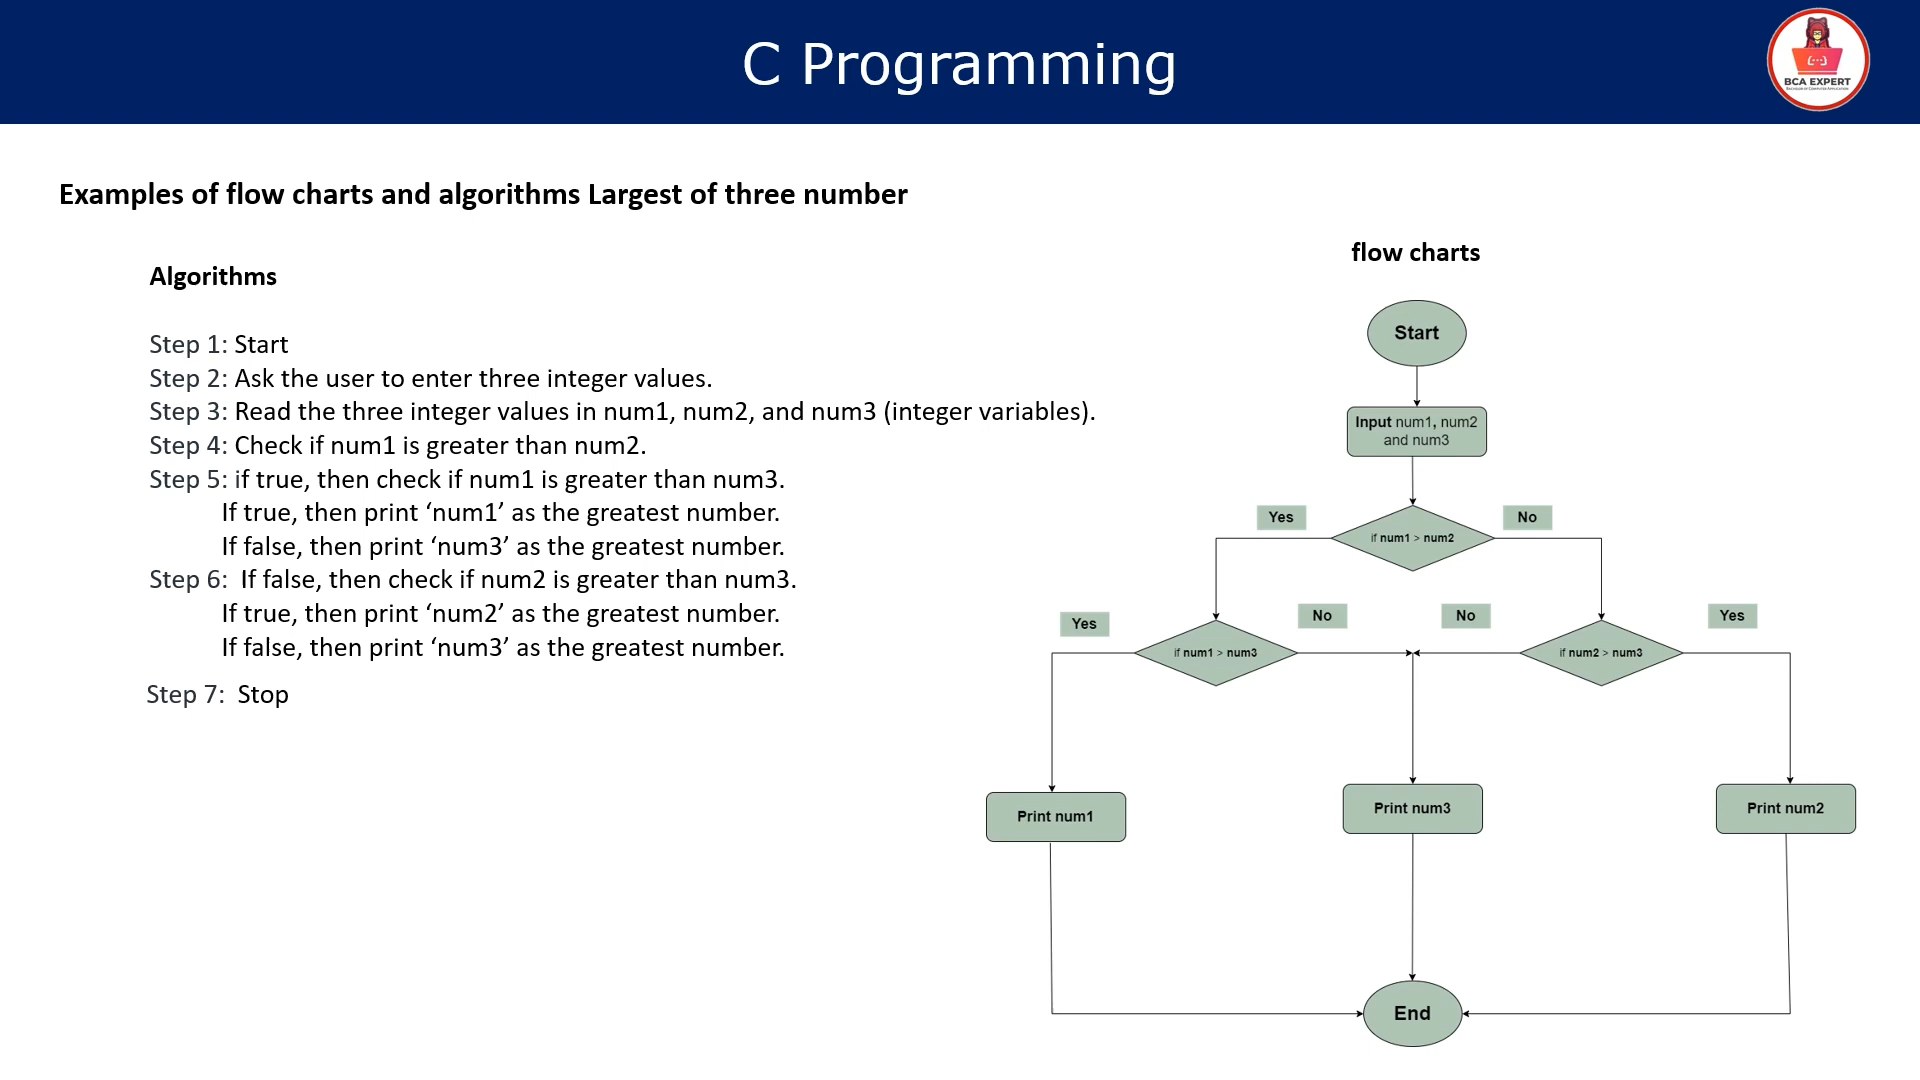 C Programming
BCA EXPERT
Examples of flow charts and algorithms Largest of three number
Algorithms
Step 1: Start
Step 2: Ask the user to enter three integer values.
Step 3: Read the three integer values in num1, num2, and num3 (integer variables).
Step 4: Check if num1 is greater than num2.
Step 5: if true, then check if num1 is greater than num3.
If true, then print ‘num1’ as the greatest number.
If false, then print ‘num3’ as the greatest number.
Step 6: If false, then check if num2 is greater than num3.
If true, then print ‘num2’ as the greatest number.
If false, then print ‘num3’ as the greatest number.
Step 7: Stop
flow charts
Start
Input num1, num2
and num3
Yes
No
if num1 > num2
Yes
No
No
Yes
if num1 > num3
if num2 > num3
Print num1
Print num3
Print num2
End